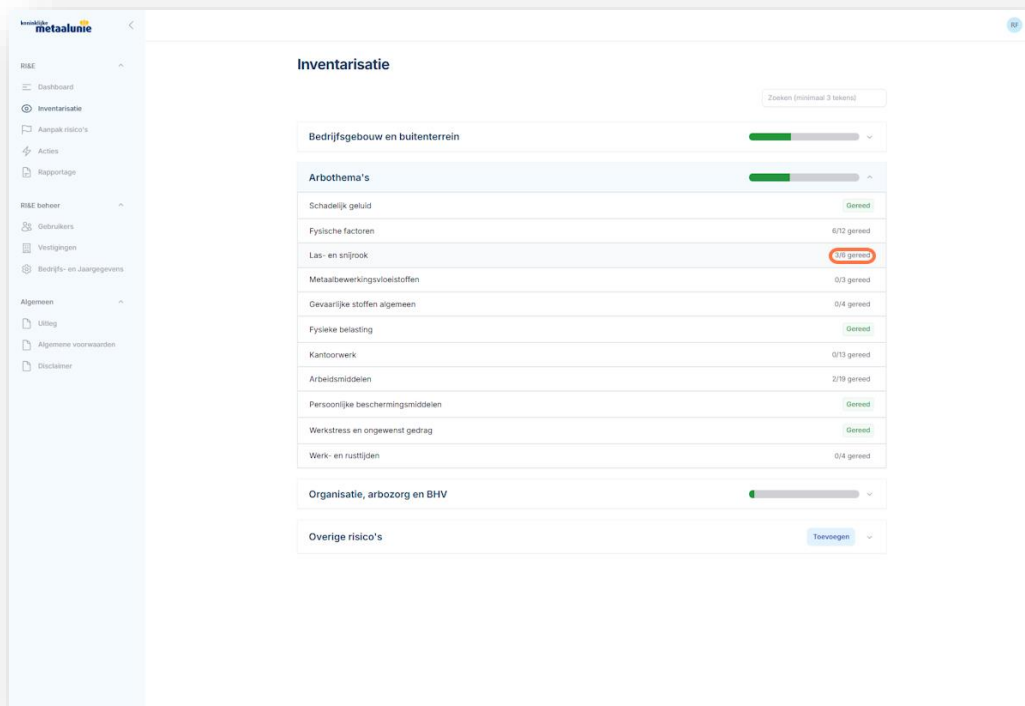 koninklijke
metaalunie
RF
RI&E
Dashboard
Inventarisatie
Aanpak risico's
Acties
Rapportage
RI&E beheer
Gebruikers
Vestigingen
Bedrijfs- en Jaargegevens
Algemeen
Uitleg
Algemene voorwaarden
Disclaimer
Inventarisatie
Zoeken (minimaal 3 tekens)
Bedrijfsgebouw en buitenterrein
Arbothema's
Schadelijk geluid Gereed
Fysische factoren 6/12 gereed
Las- en snijrook 3/6 gereed
Metaalbewerkingsvloeistoffen 0/3 gereed
Gevaarlijke stoffen algemeen 0/4 gereed
Fysieke belasting Gereed
Kantoorwerk 0/13 gereed
Arbeidsmiddelen 2/19 gereed
Persoonlijke beschermingsmiddelen Gereed
Werkstress en ongewenst gedrag Gereed
Werk- en rusttijden 0/4 gereed
Organisatie, arbozorg en BHV
Overige risico's Toevoegen